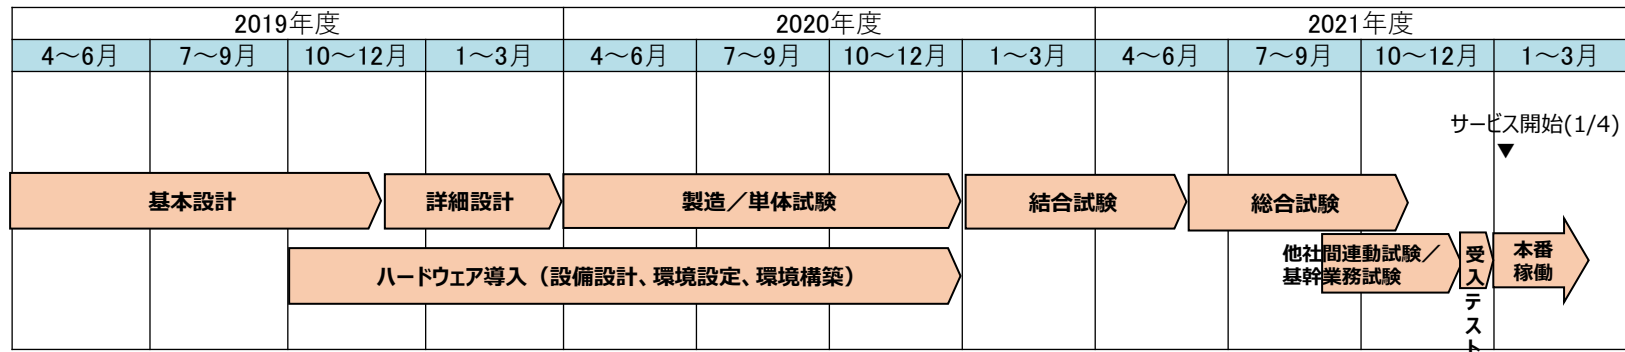 2019年度 2020年度 2021年度
4～6月 7～9月 10～12月 1～3月 4～6月 7～9月 10～12月 1～3月 4～6月 7～9月 10～12月 1～3月
サービス開始(1/4)
▼
基本設計 詳細設計 製造／単体試験 結合試験 総合試験
ハードウェア導入（設備設計、環境設定、環境構築）
他社間連動試験／
基幹業務試験
受入テスト
本番
稼働